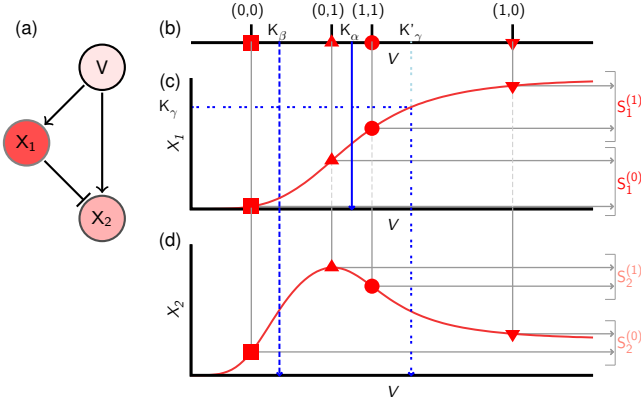 (a)
V
X₁
X₂
(0,0) (0,1) (1,1) (1,0)
(b) K_β K_α K'_γ
V
(c)
K_γ
X₁
V
S₁⁽¹⁾
S₁⁽⁰⁾
(d)
X₂
V
S₂⁽¹⁾
S₂⁽⁰⁾